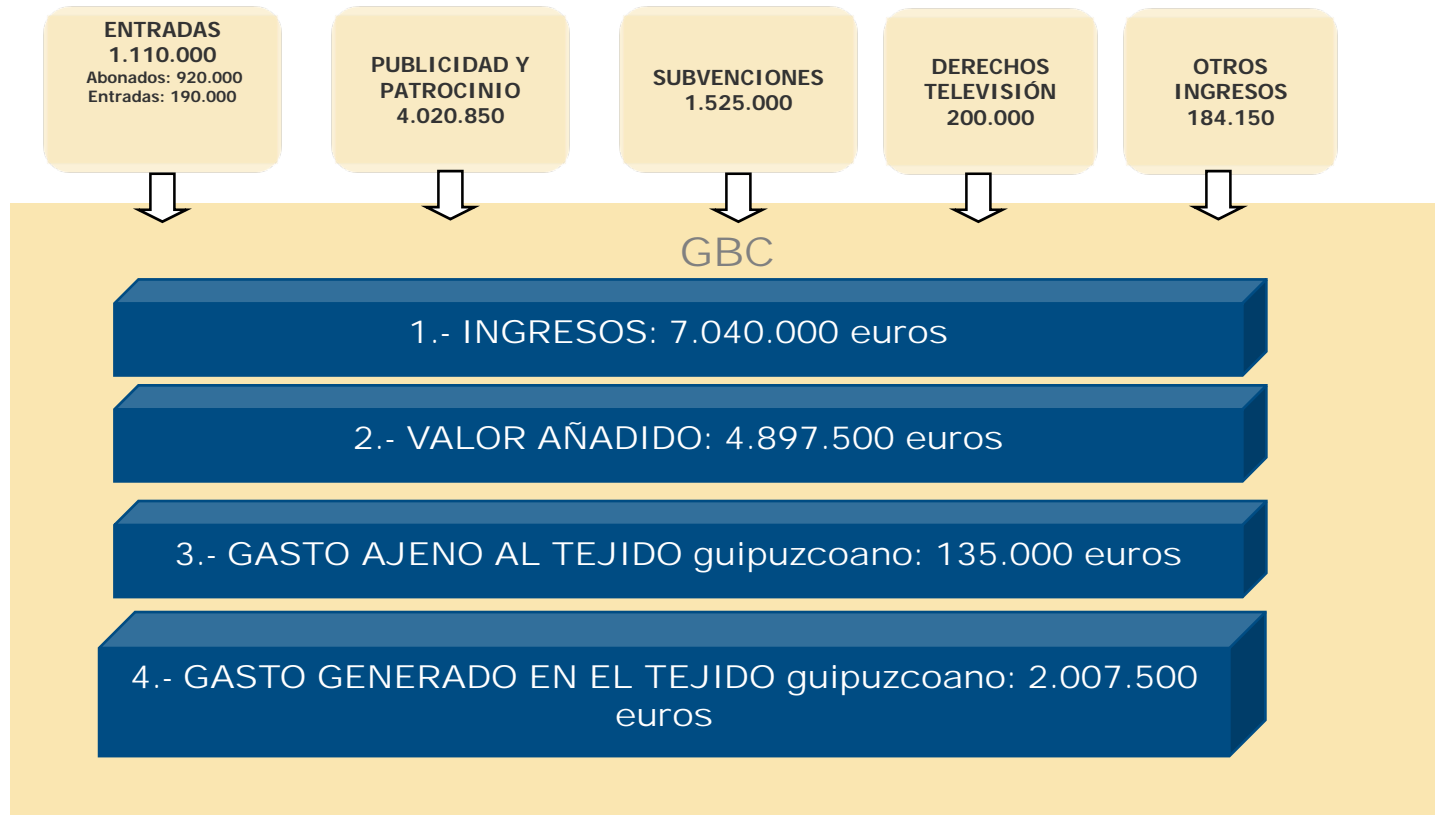 ENTRADAS
1.110.000
Abonados: 920.000
Entradas: 190.000
PUBLICIDAD Y
PATROCINIO
4.020.850
SUBVENCIONES
1.525.000
DERECHOS
TELEVISIÓN
200.000
OTROS
INGRESOS
184.150
GBC
1.- INGRESOS: 7.040.000 euros
2.- VALOR AÑADIDO: 4.897.500 euros
3.- GASTO AJENO AL TEJIDO guipuzcoano: 135.000 euros
4.- GASTO GENERADO EN EL TEJIDO guipuzcoano: 2.007.500
euros